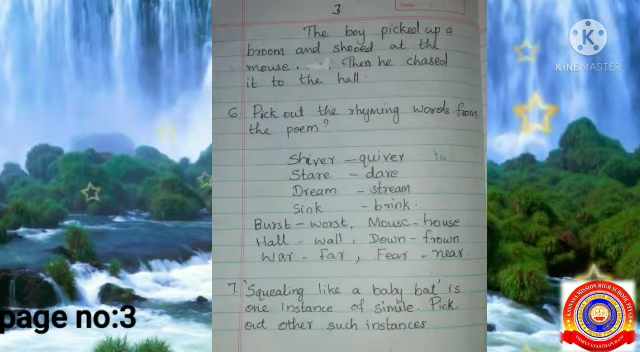 3
The boy picked up a
broom and shooed at the
mouse. Then he chased
it to the hall.
6. Pick out the rhyming words from
the poem?
Shiver - quiver
Stare - dare
Dream - stream
Sink - brink.
Burst - worst, Mouse - house
Hall - wall, Down - frown
War - far, Fear - near.
7. 'Squealing like a baby bat' is
one instance of simile. Pick
out other such instances
page no:3
KINEMASTER